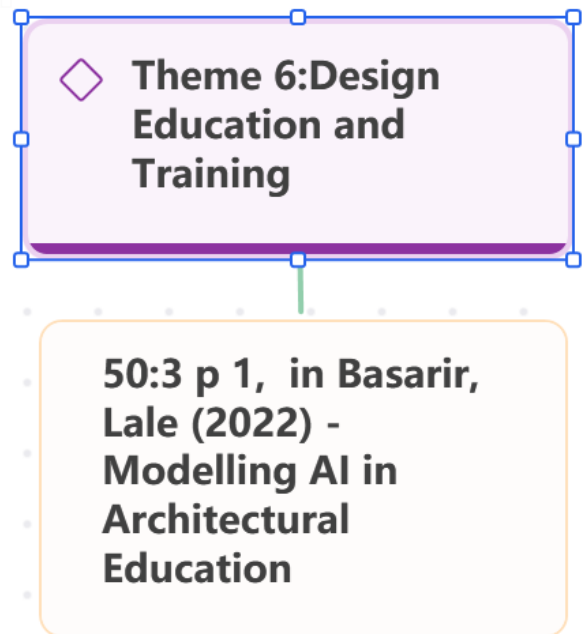 Theme 6:Design
Education and
Training
50:3 p 1,  in Basarir,
Lale (2022) -
Modelling AI in
Architectural
Education